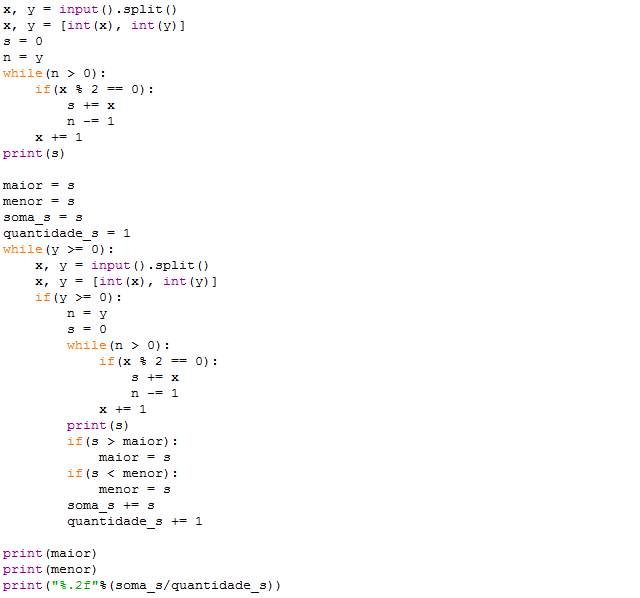 x, y = input().split()
x, y = [int(x), int(y)]
s = 0
n = y
while(n > 0):
    if(x % 2 == 0):
        s += x
        n -= 1
    x += 1
print(s)

maior = s
menor = s
soma_s = s
quantidade_s = 1
while(y >= 0):
    x, y = input().split()
    x, y = [int(x), int(y)]
    if(y >= 0):
        n = y
        s = 0
        while(n > 0):
            if(x % 2 == 0):
                s += x
                n -= 1
            x += 1
        print(s)
        if(s > maior):
            maior = s
        if(s < menor):
            menor = s
        soma_s += s
        quantidade_s += 1

print(maior)
print(menor)
print("%.2f"%(soma_s/quantidade_s))